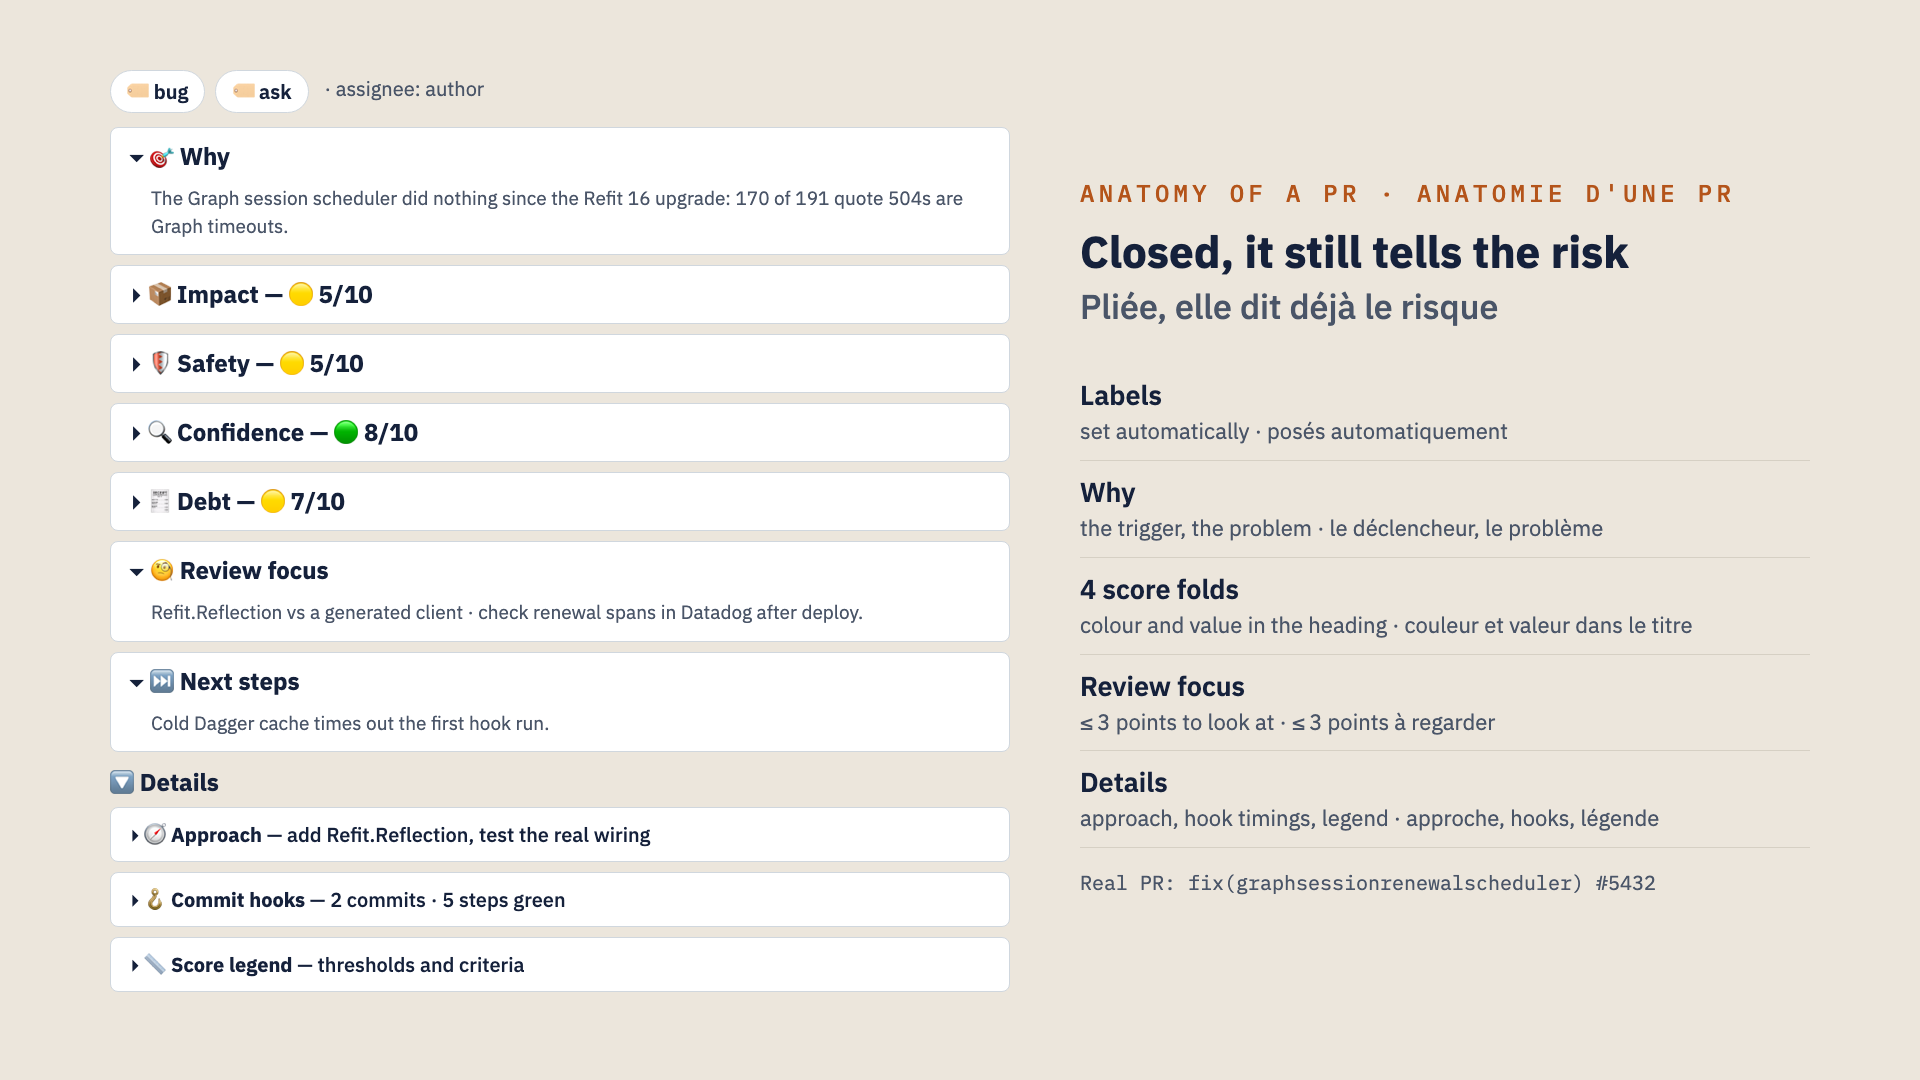 bug ask · assignee: author
Why
The Graph session scheduler did nothing since the Refit 16 upgrade: 170 of 191 quote 504s are
Graph timeouts.
Impact — 5/10
Safety — 5/10
Confidence — 8/10
Debt — 7/10
Review focus
Refit.Reflection vs a generated client · check renewal spans in Datadog after deploy.
Next steps
Cold Dagger cache times out the first hook run.
Details
Approach — add Refit.Reflection, test the real wiring
Commit hooks — 2 commits · 5 steps green
Score legend — thresholds and criteria
ANATOMY OF A PR · ANATOMIE D'UNE PR
Closed, it still tells the risk
Pliée, elle dit déjà le risque
Labels
set automatically · posés automatiquement
Why
the trigger, the problem · le déclencheur, le problème
4 score folds
colour and value in the heading · couleur et valeur dans le titre
Review focus
≤ 3 points to look at · ≤ 3 points à regarder
Details
approach, hook timings, legend · approche, hooks, légende
Real PR: fix(graphsessionrenewalscheduler) #5432